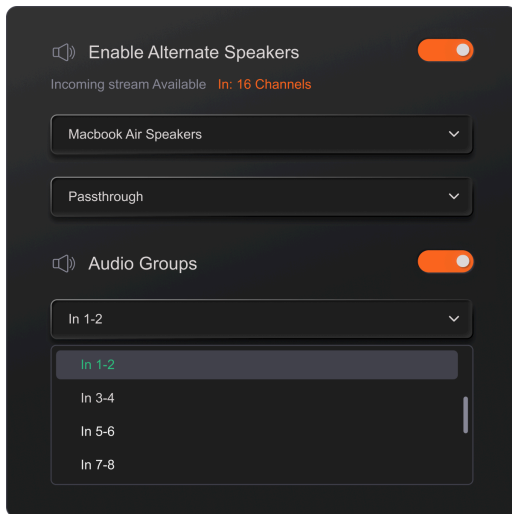 Enable Alternate Speakers
Incoming stream Available In: 16 Channels
Macbook Air Speakers
Passthrough
Audio Groups
In 1-2
In 1-2
In 3-4
In 5-6
In 7-8